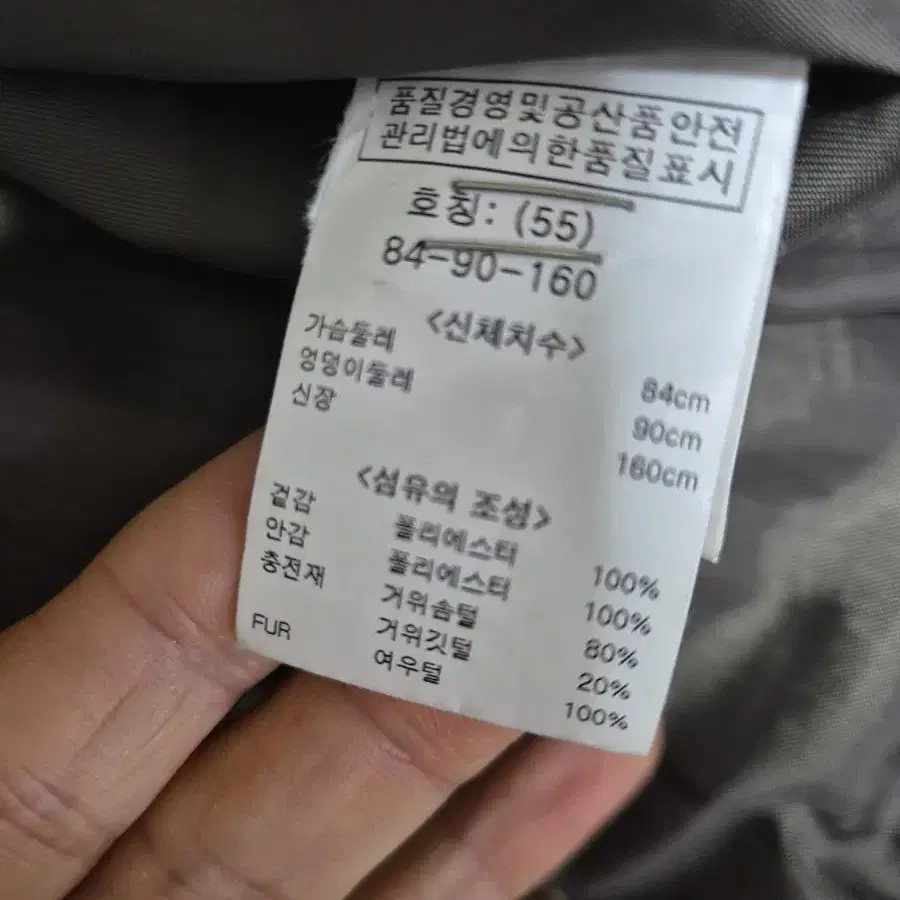 품질경영및공산품안전
관리법에의한품질표시
호칭: (55)
84-90-160
<신체치수>
가슴둘레 84cm
엉덩이둘레 90cm
신장 160cm
<섬유의 조성>
겉감 폴리에스터 100%
안감 폴리에스터 100%
충전재 거위솜털 80%
거위깃털 20%
FUR 여우털 100%